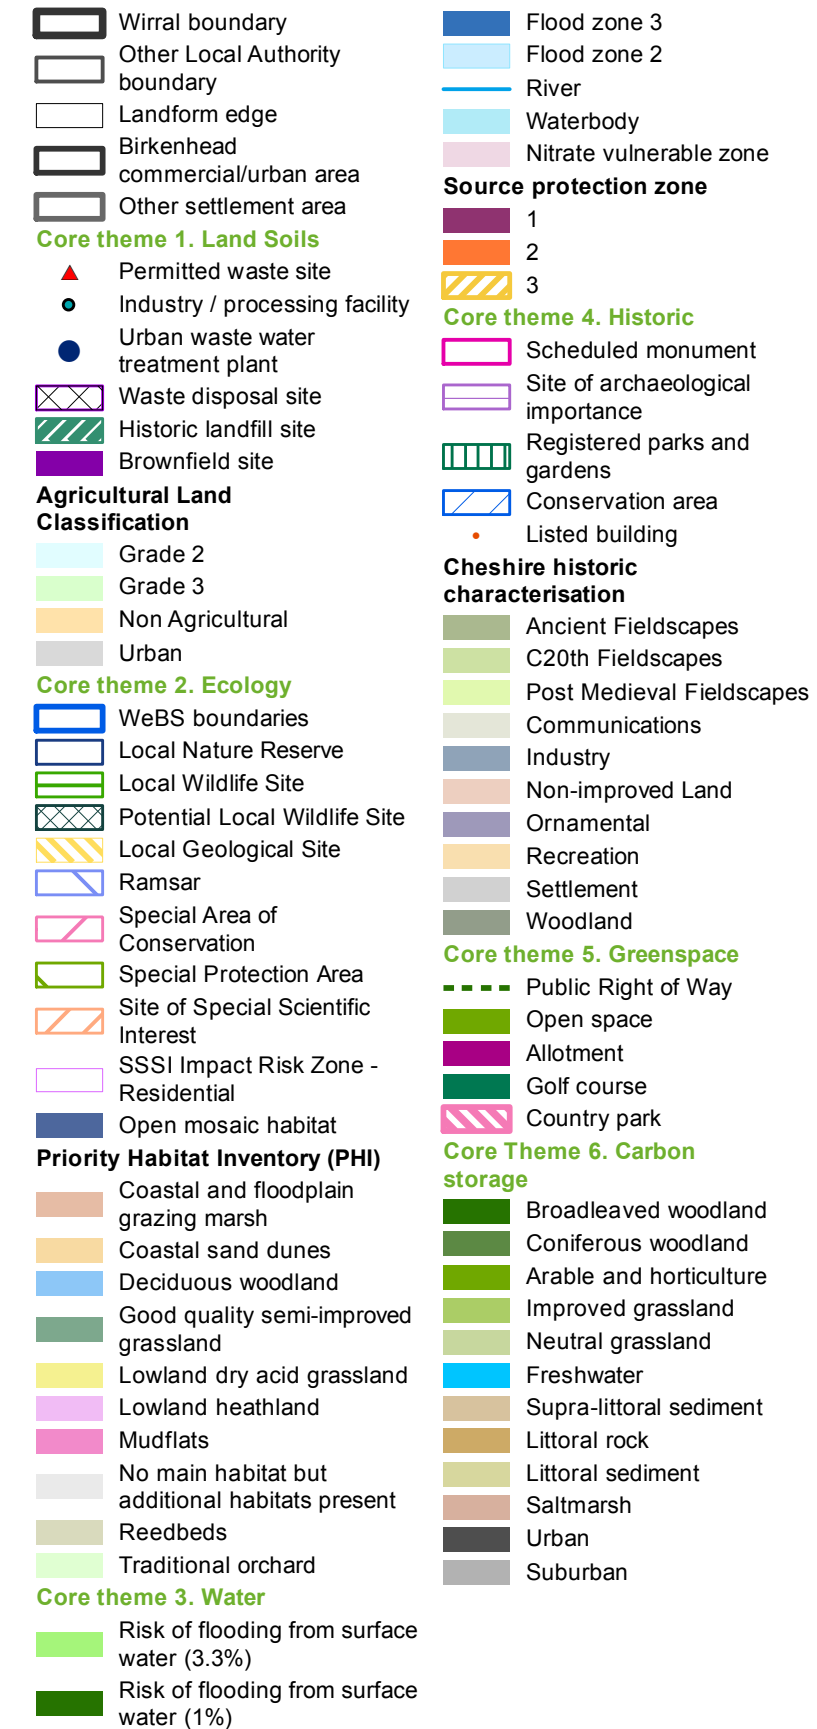 Wirral boundary
Other Local Authority
boundary
Landform edge
Birkenhead
commercial/urban area
Other settlement area
Core theme 1. Land Soils
Permitted waste site
Industry / processing facility
Urban waste water
treatment plant
Waste disposal site
Historic landfill site
Brownfield site
Agricultural Land
Classification
Grade 2
Grade 3
Non Agricultural
Urban
Core theme 2. Ecology
WeBS boundaries
Local Nature Reserve
Local Wildlife Site
Potential Local Wildlife Site
Local Geological Site
Ramsar
Special Area of
Conservation
Special Protection Area
Site of Special Scientific
Interest
SSSI Impact Risk Zone -
Residential
Open mosaic habitat
Priority Habitat Inventory (PHI)
Coastal and floodplain
grazing marsh
Coastal sand dunes
Deciduous woodland
Good quality semi-improved
grassland
Lowland dry acid grassland
Lowland heathland
Mudflats
No main habitat but
additional habitats present
Reedbeds
Traditional orchard
Core theme 3. Water
Risk of flooding from surface
water (3.3%)
Risk of flooding from surface
water (1%)
Flood zone 3
Flood zone 2
River
Waterbody
Nitrate vulnerable zone
Source protection zone
1
2
3
Core theme 4. Historic
Scheduled monument
Site of archaeological
importance
Registered parks and
gardens
Conservation area
Listed building
Cheshire historic
characterisation
Ancient Fieldscapes
C20th Fieldscapes
Post Medieval Fieldscapes
Communications
Industry
Non-improved Land
Ornamental
Recreation
Settlement
Woodland
Core theme 5. Greenspace
Public Right of Way
Open space
Allotment
Golf course
Country park
Core Theme 6. Carbon
storage
Broadleaved woodland
Coniferous woodland
Arable and horticulture
Improved grassland
Neutral grassland
Freshwater
Supra-littoral sediment
Littoral rock
Littoral sediment
Saltmarsh
Urban
Suburban